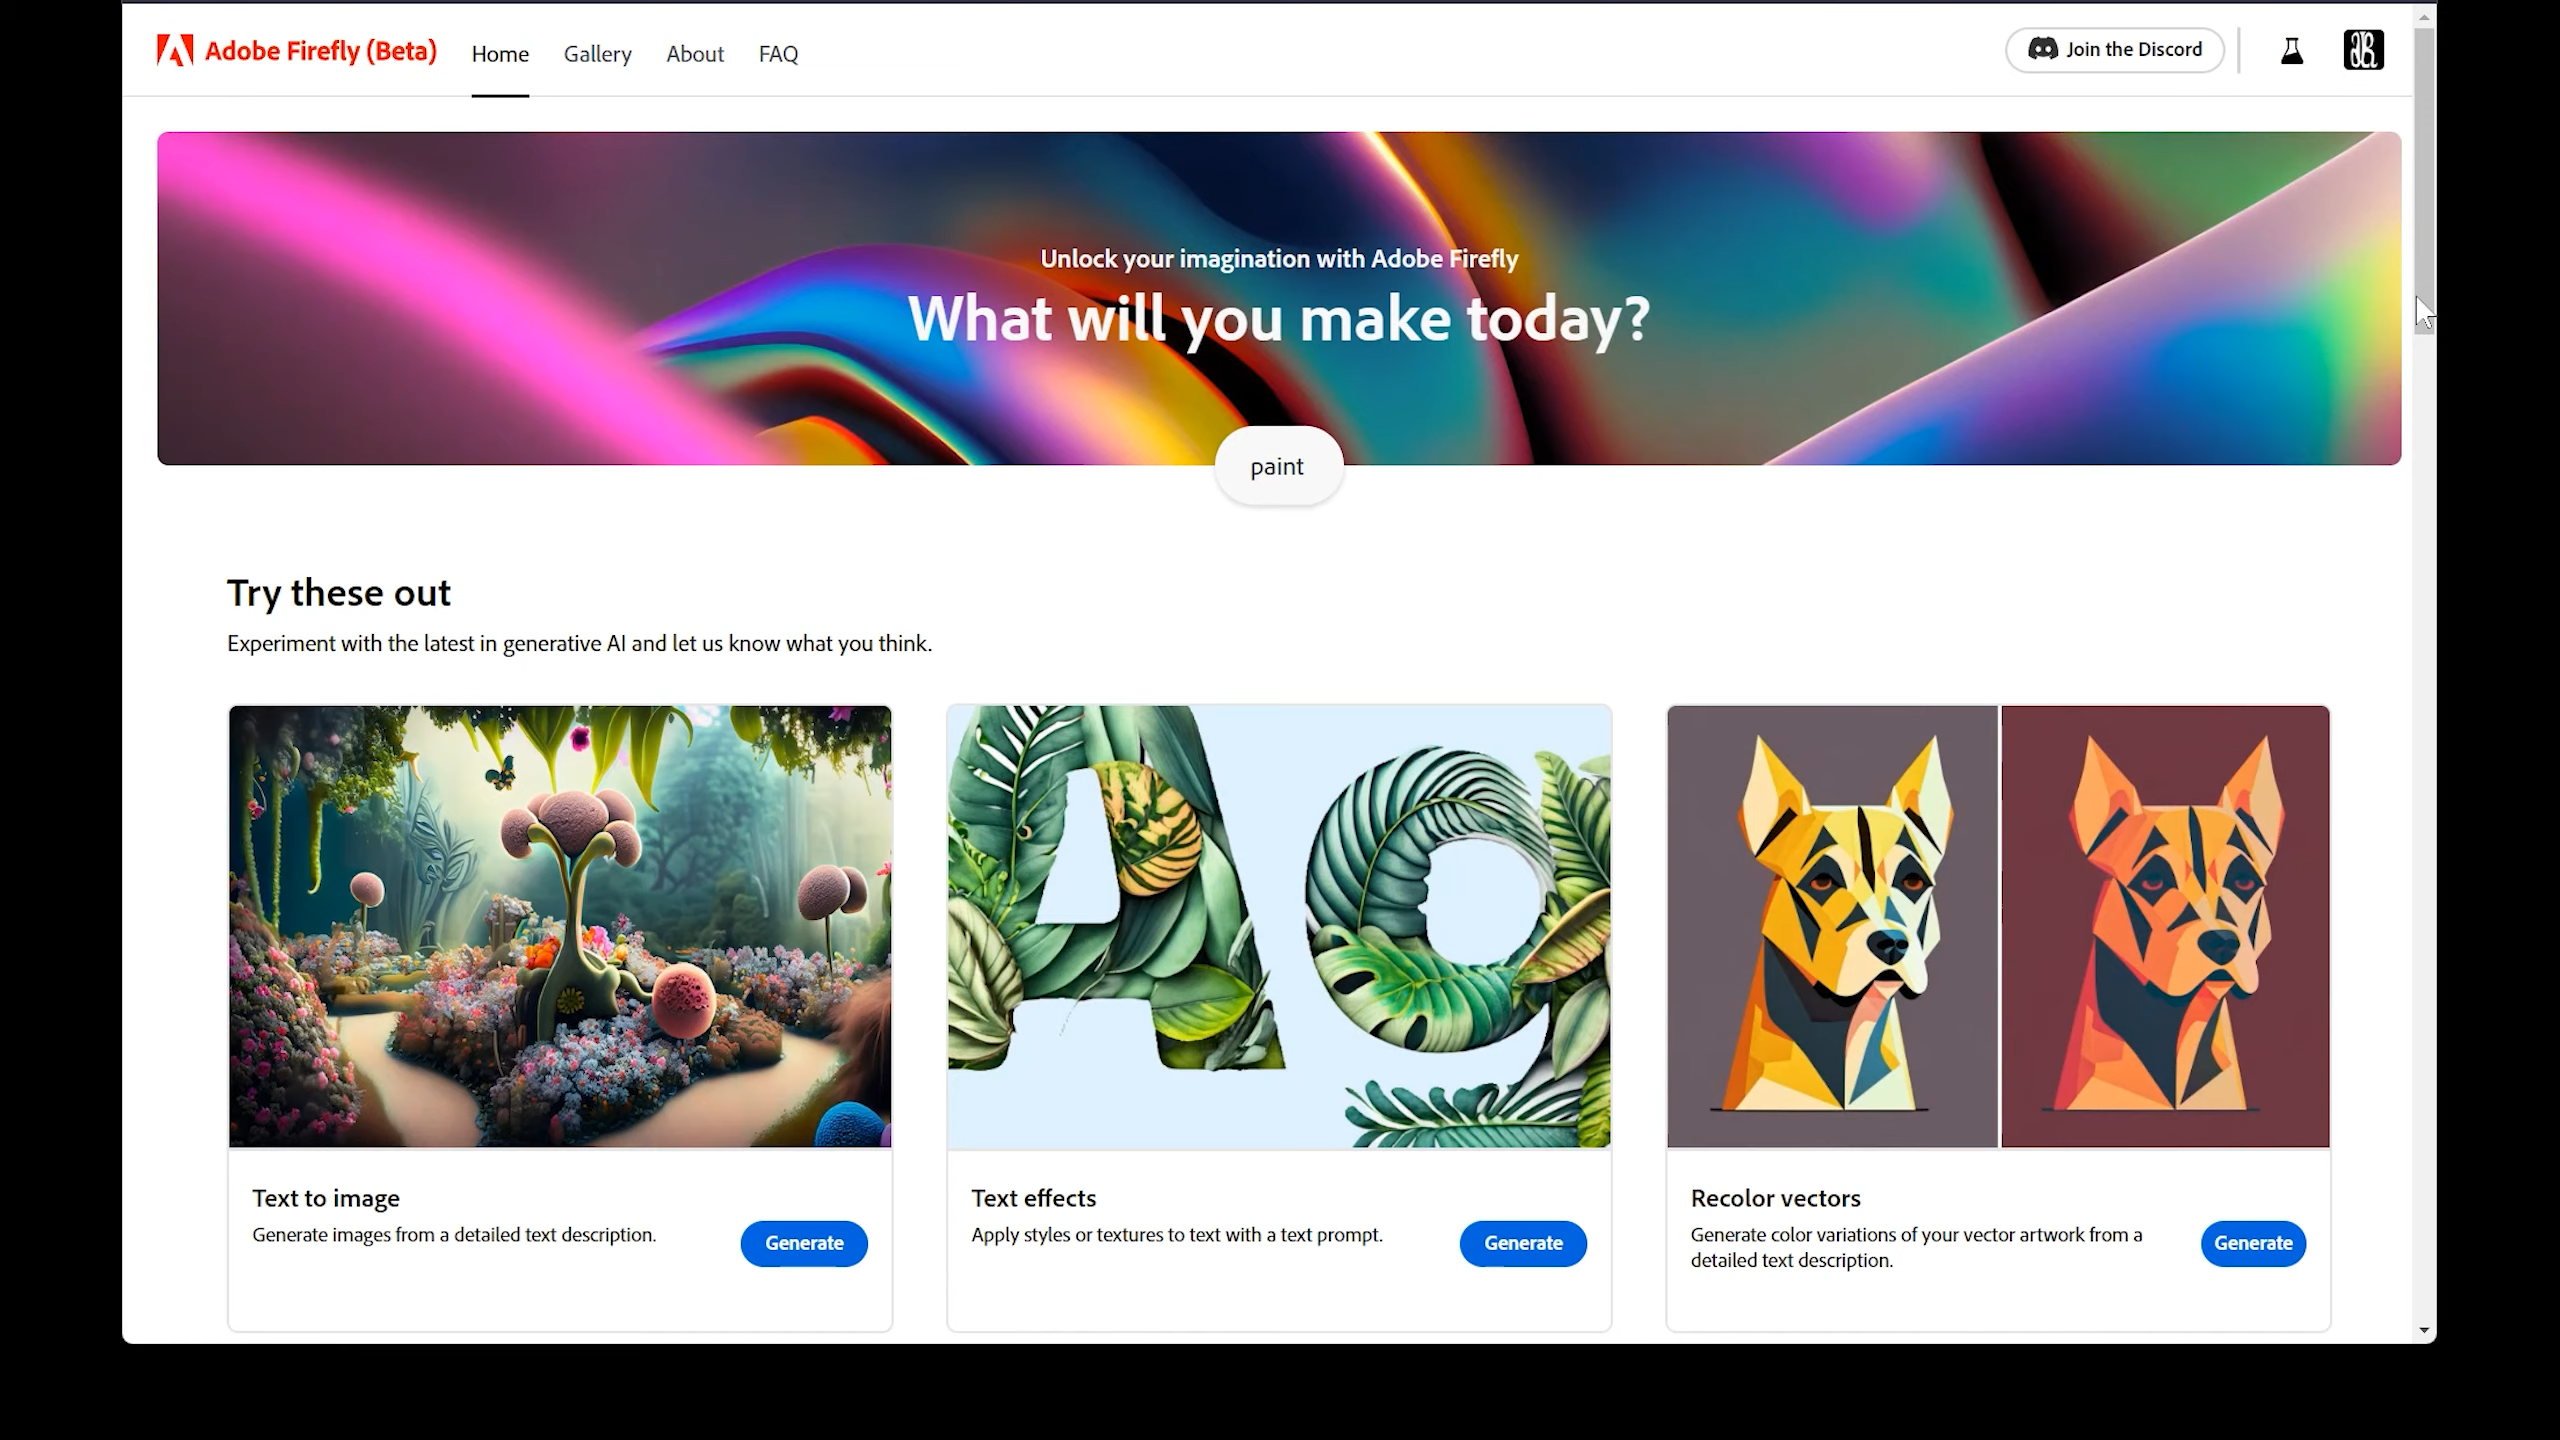 Adobe Firefly (Beta)
Home
Gallery
About
FAQ
Join the Discord
Unlock your imagination with Adobe Firefly
What will you make today?
paint
Try these out
Experiment with the latest in generative AI and let us know what you think.
Ag
Text to image
Generate images from a detailed text description.
Generate
Text effects
Apply styles or textures to text with a text prompt.
Generate
Recolor vectors
Generate color variations of your vector artwork from a
detailed text description.
Generate